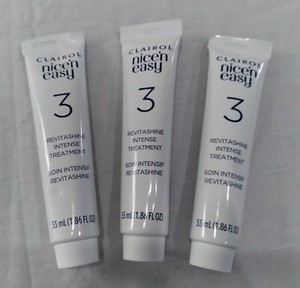 CLAIROL
nice'n
easy
3
REVITASHINE
INTENSE
TREATMENT
SOIN INTENSIF
REVITASHINE
55 mL (1.86 FL OZ)
CLAIROL
nice'n
easy
3
REVITASHINE
INTENSE
TREATMENT
SOIN INTENSIF
REVITASHINE
55 mL (1.86 FL OZ)
CLAIROL
nice'n
easy
3
REVITASHINE
INTENSE
TREATMENT
SOIN INTENSIF
REVITASHINE
55 mL (1.86 FL OZ)